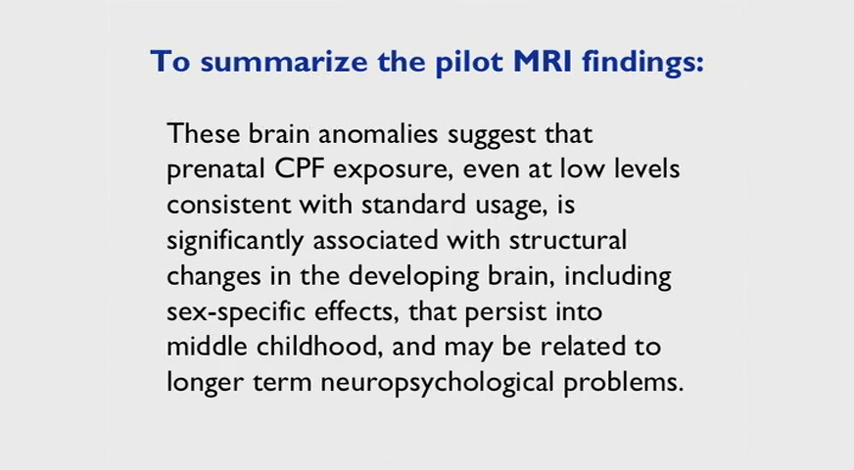 To summarize the pilot MRI findings:
These brain anomalies suggest that
prenatal CPF exposure, even at low levels
consistent with standard usage, is
significantly associated with structural
changes in the developing brain, including
sex-specific effects, that persist into
middle childhood, and may be related to
longer term neuropsychological problems.